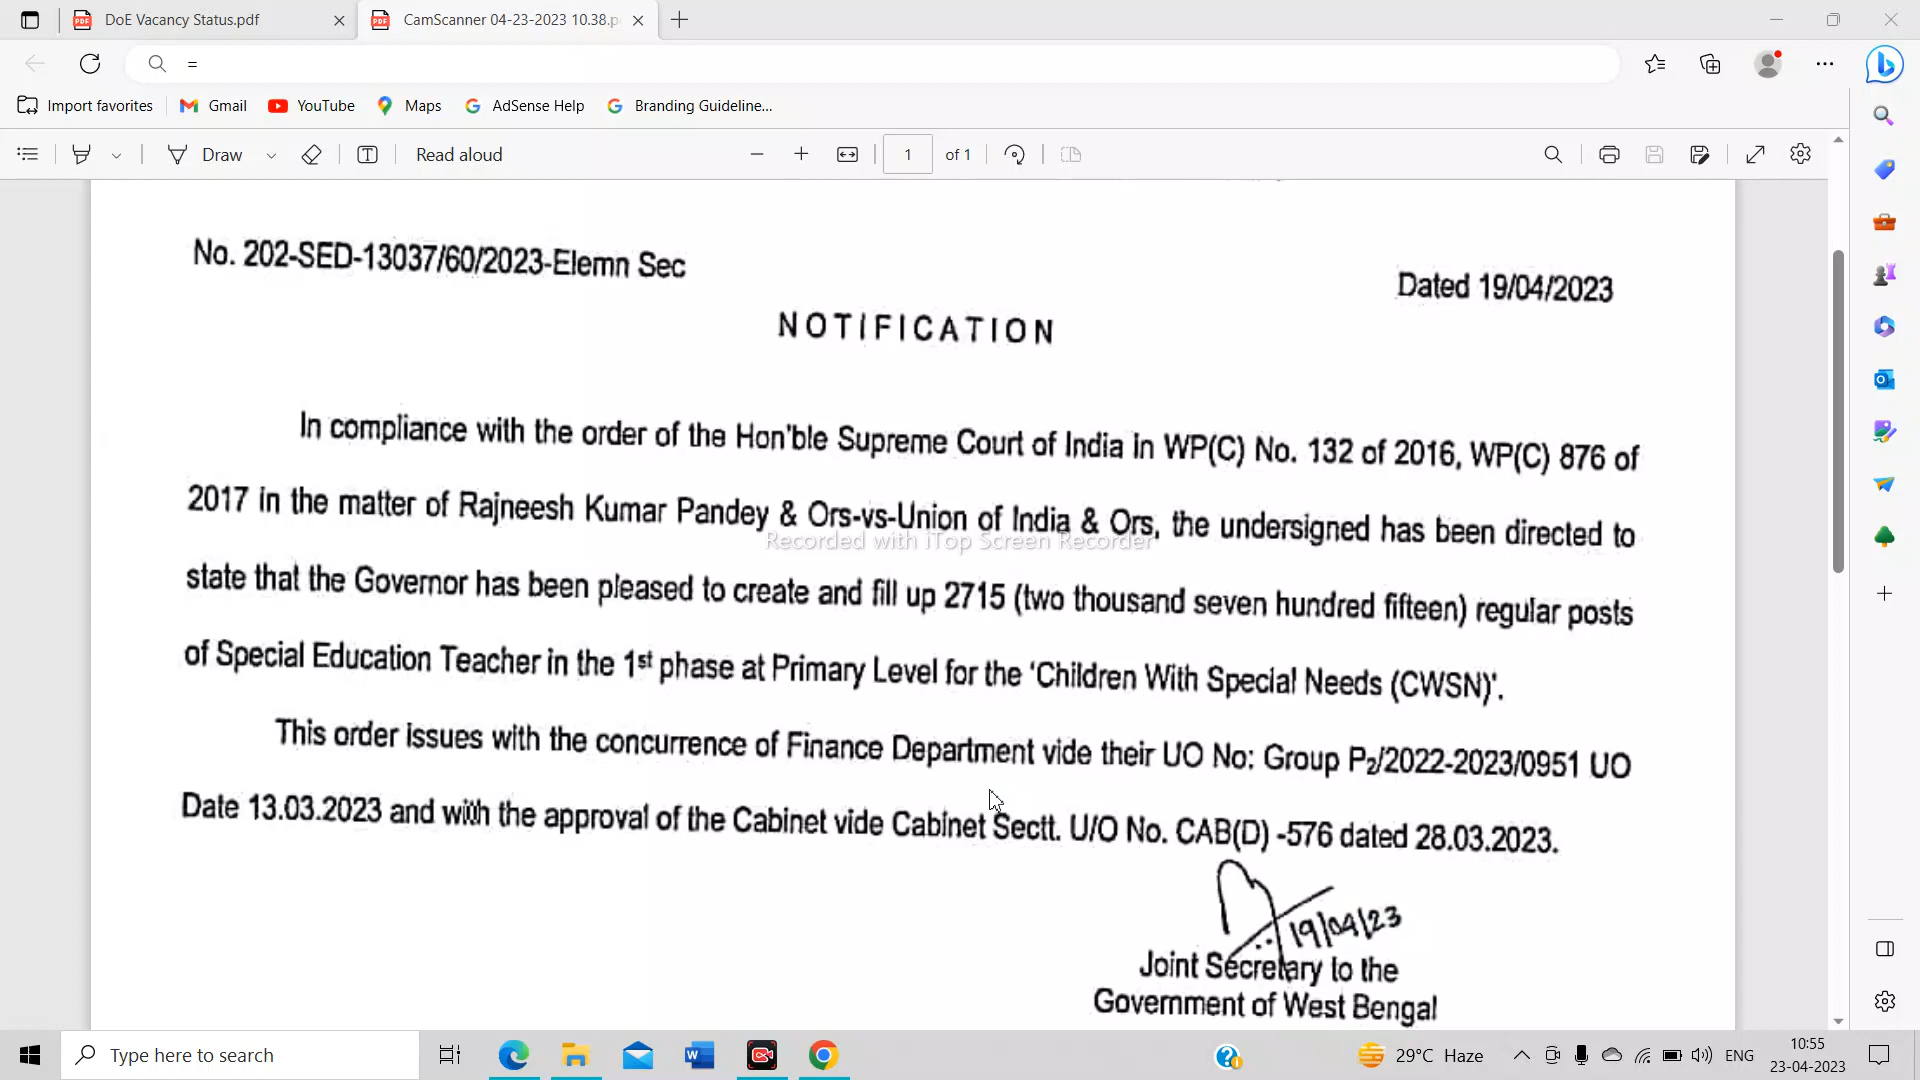 DoE Vacancy Status.pdf
CamScanner 04-23-2023 10.38.p
=
Import favorites
Gmail
YouTube
Maps
AdSense Help
Branding Guideline...
Draw
Read aloud
1 of 1
No. 202-SED-13037/60/2023-Elemn Sec
Dated 19/04/2023
NOTIFICATION
In compliance with the order of the Hon'ble Supreme Court of India in WP(C) No. 132 of 2016, WP(C) 876 of
2017 in the matter of Rajneesh Kumar Pandey & Ors-vs-Union of India & Ors, the undersigned has been directed to
Recorded with iTop Screen Recorder
state that the Governor has been pleased to create and fill up 2715 (two thousand seven hundred fifteen) regular posts
of Special Education Teacher in the 1st phase at Primary Level for the 'Children With Special Needs (CWSN)'.
This order issues with the concurrence of Finance Department vide their UO No: Group P2/2022-2023/0951 UO
Date 13.03.2023 and with the approval of the Cabinet vide Cabinet Sectt. U/O No. CAB(D) -576 dated 28.03.2023.
19/04/23
Joint Secretary to the
Government of West Bengal
Type here to search
29°C Haze
ENG
10:55
23-04-2023